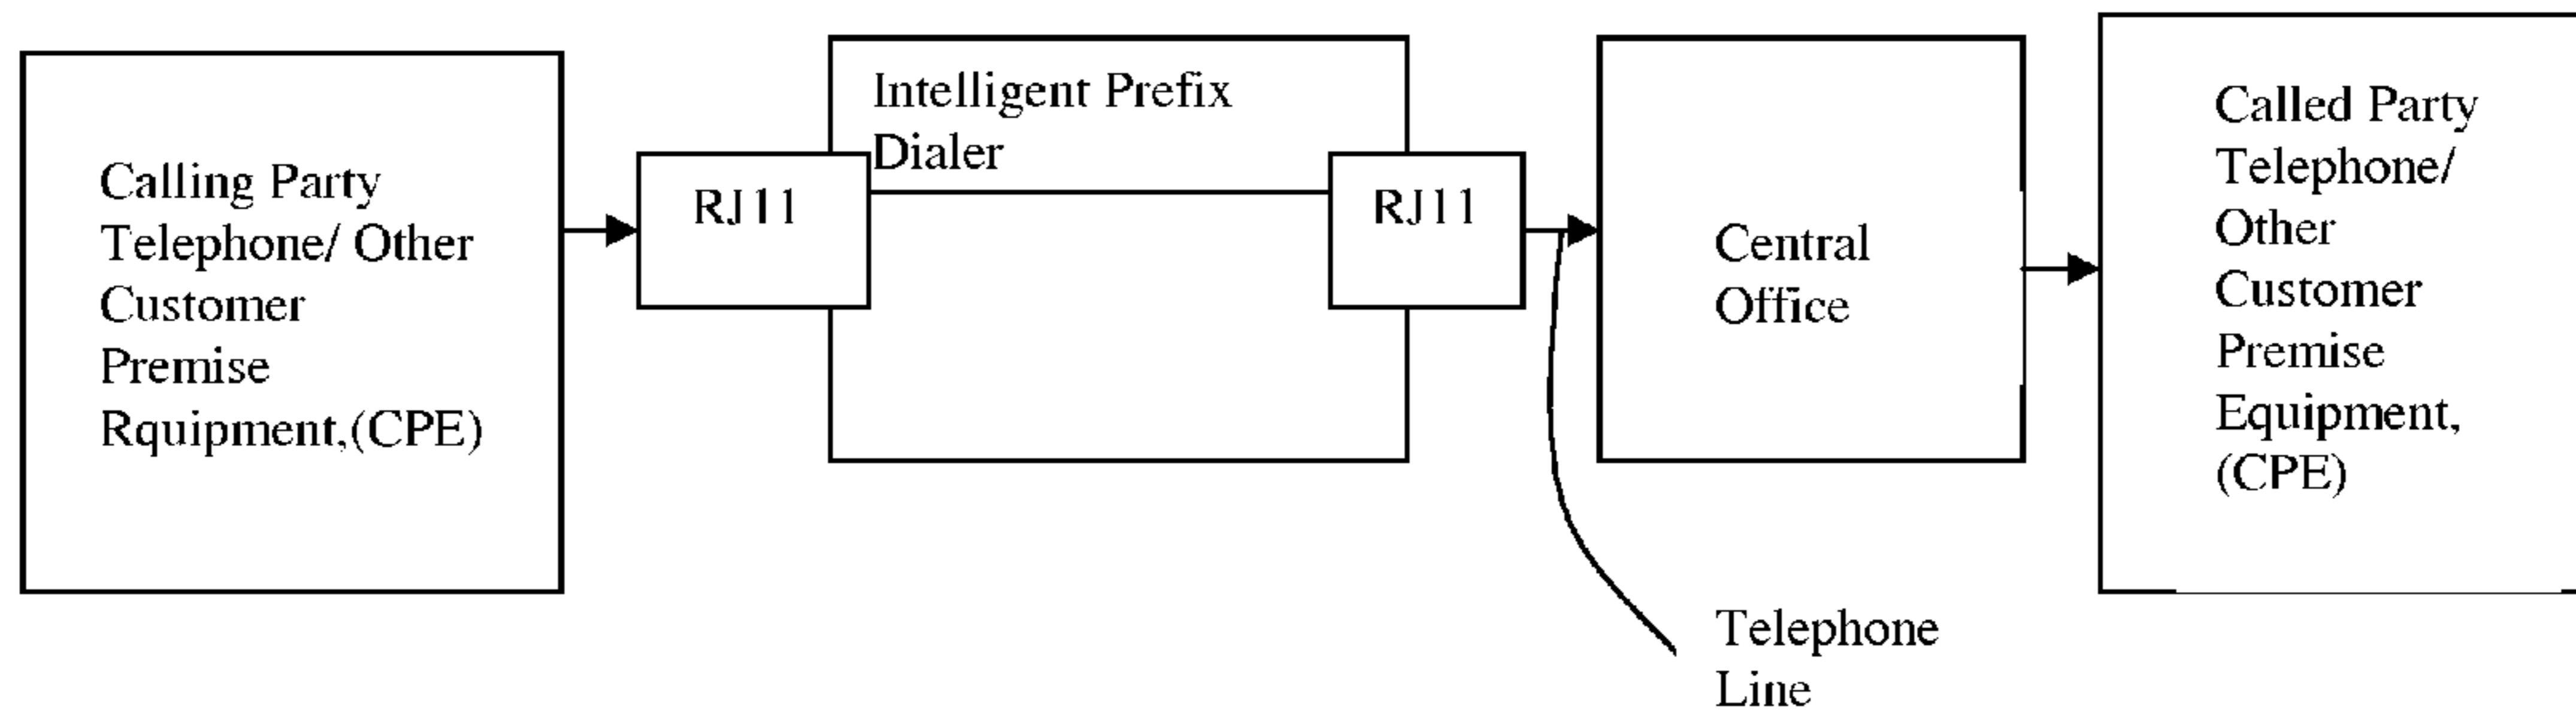 Calling Party
Telephone/ Other
Customer
Premise
Rquipment,(CPE)
RJ11
Intelligent Prefix
Dialer
RJ11
Central
Office
Telephone
Line
Called Party
Telephone/
Other
Customer
Premise
Equipment,
(CPE)